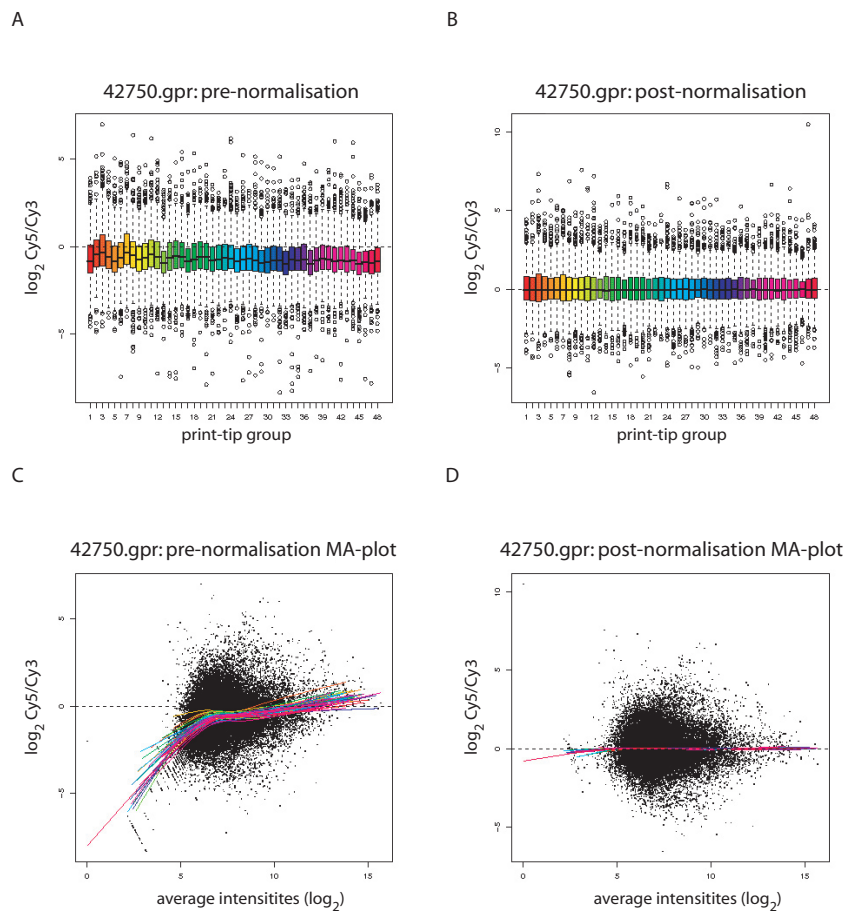 A
B
42750.gpr: pre-normalisation
42750.gpr: post-normalisation
log2 Cy5/Cy3
5
0
-5
1 3 5 7 9 12 15 18 21 24 27 30 33 36 39 42 45 48
print-tip group
log2 Cy5/Cy3
10
5
0
-5
1 3 5 7 9 12 15 18 21 24 27 30 33 36 39 42 45 48
print-tip group
C
D
42750.gpr: pre-normalisation MA-plot
42750.gpr: post-normalisation MA-plot
log2 Cy5/Cy3
5
0
-5
0 5 10 15
average intensitites (log2)
log2 Cy5/Cy3
10
5
0
-5
0 5 10 15
average intensitites (log2)